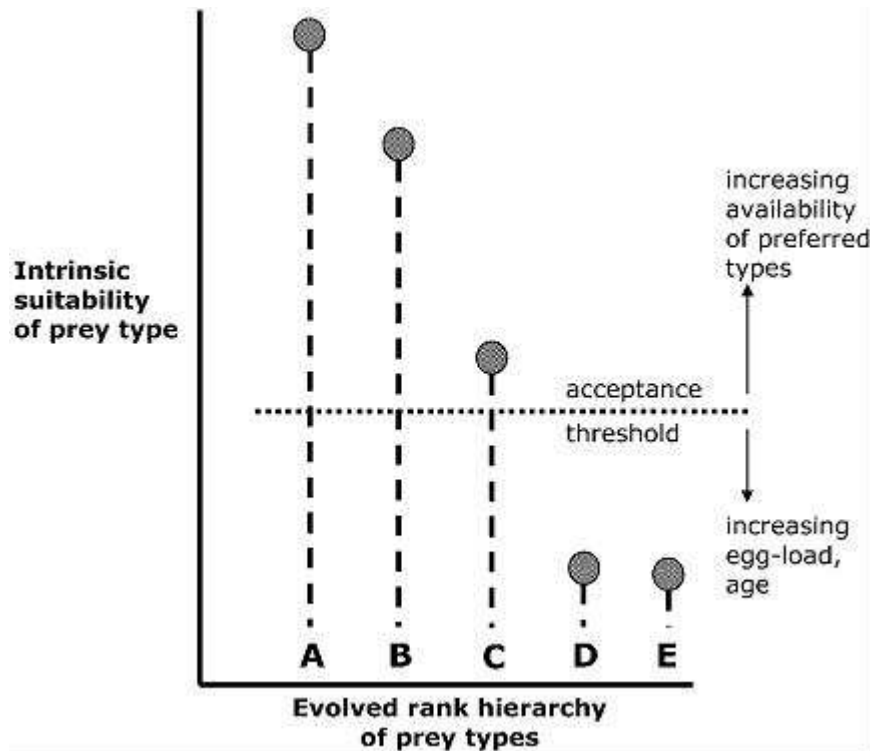 Intrinsic
suitability
of prey type
increasing
availability
of preferred
types
acceptance
threshold
increasing
egg-load,
age
A B C D E
Evolved rank hierarchy
of prey types